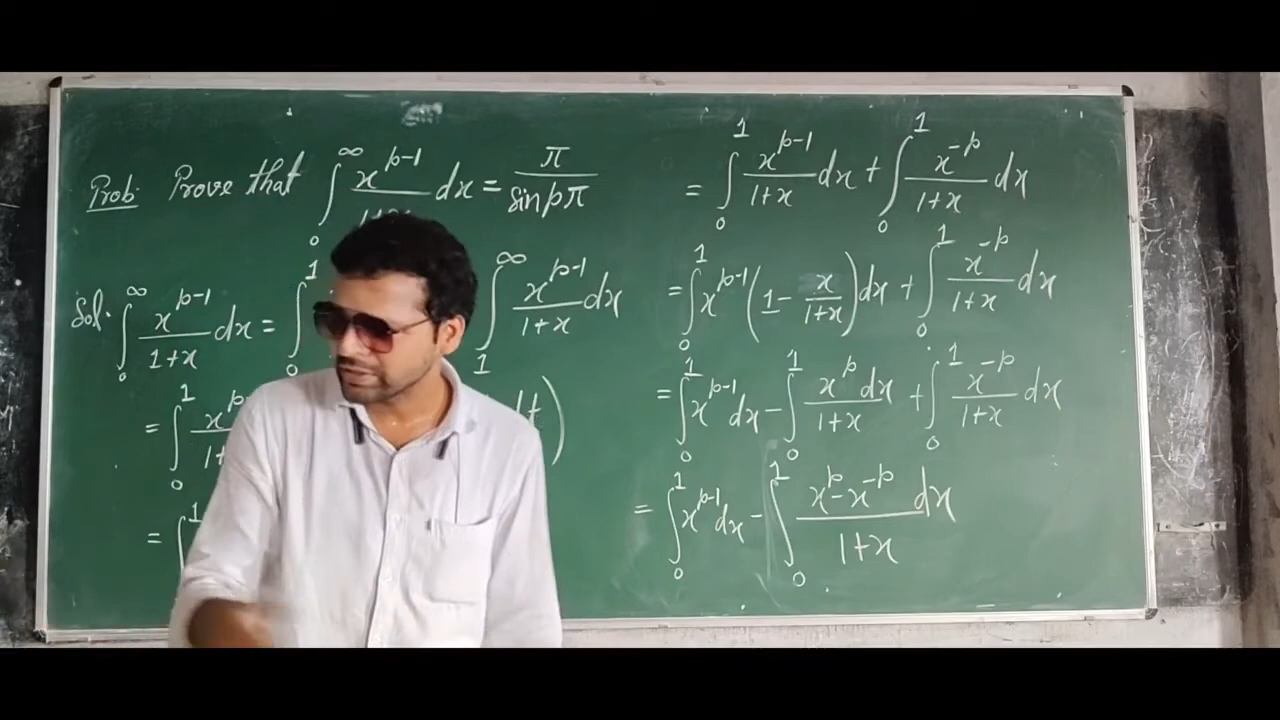 Prob: Prove that ∫₀^∞ x^{p-1}/1+x dx = π/sinpπ
Sol. ∫₀^∞ x^{p-1}/1+x dx = ∫₀^1 ∫₁^∞ x^{p-1}/1+x dx
= ∫₀^1 dt)
= ∫^1
= ∫₀^1 x^{p-1}/1+x dx + ∫₀^1 x^{-p}/1+x dx
= ∫₀^1 x^{p-1}(1 - x/1+x)dx + ∫₀^1 x^{-p}/1+x dx
= ∫₀^1 x^{p-1} dx - ∫₀^1 x^p dx/1+x + ∫₀^1 x^{-p}/1+x dx
= ∫₀^1 x^{p-1} dx - ∫₀^1 x^p - x^{-p}/1+x dx